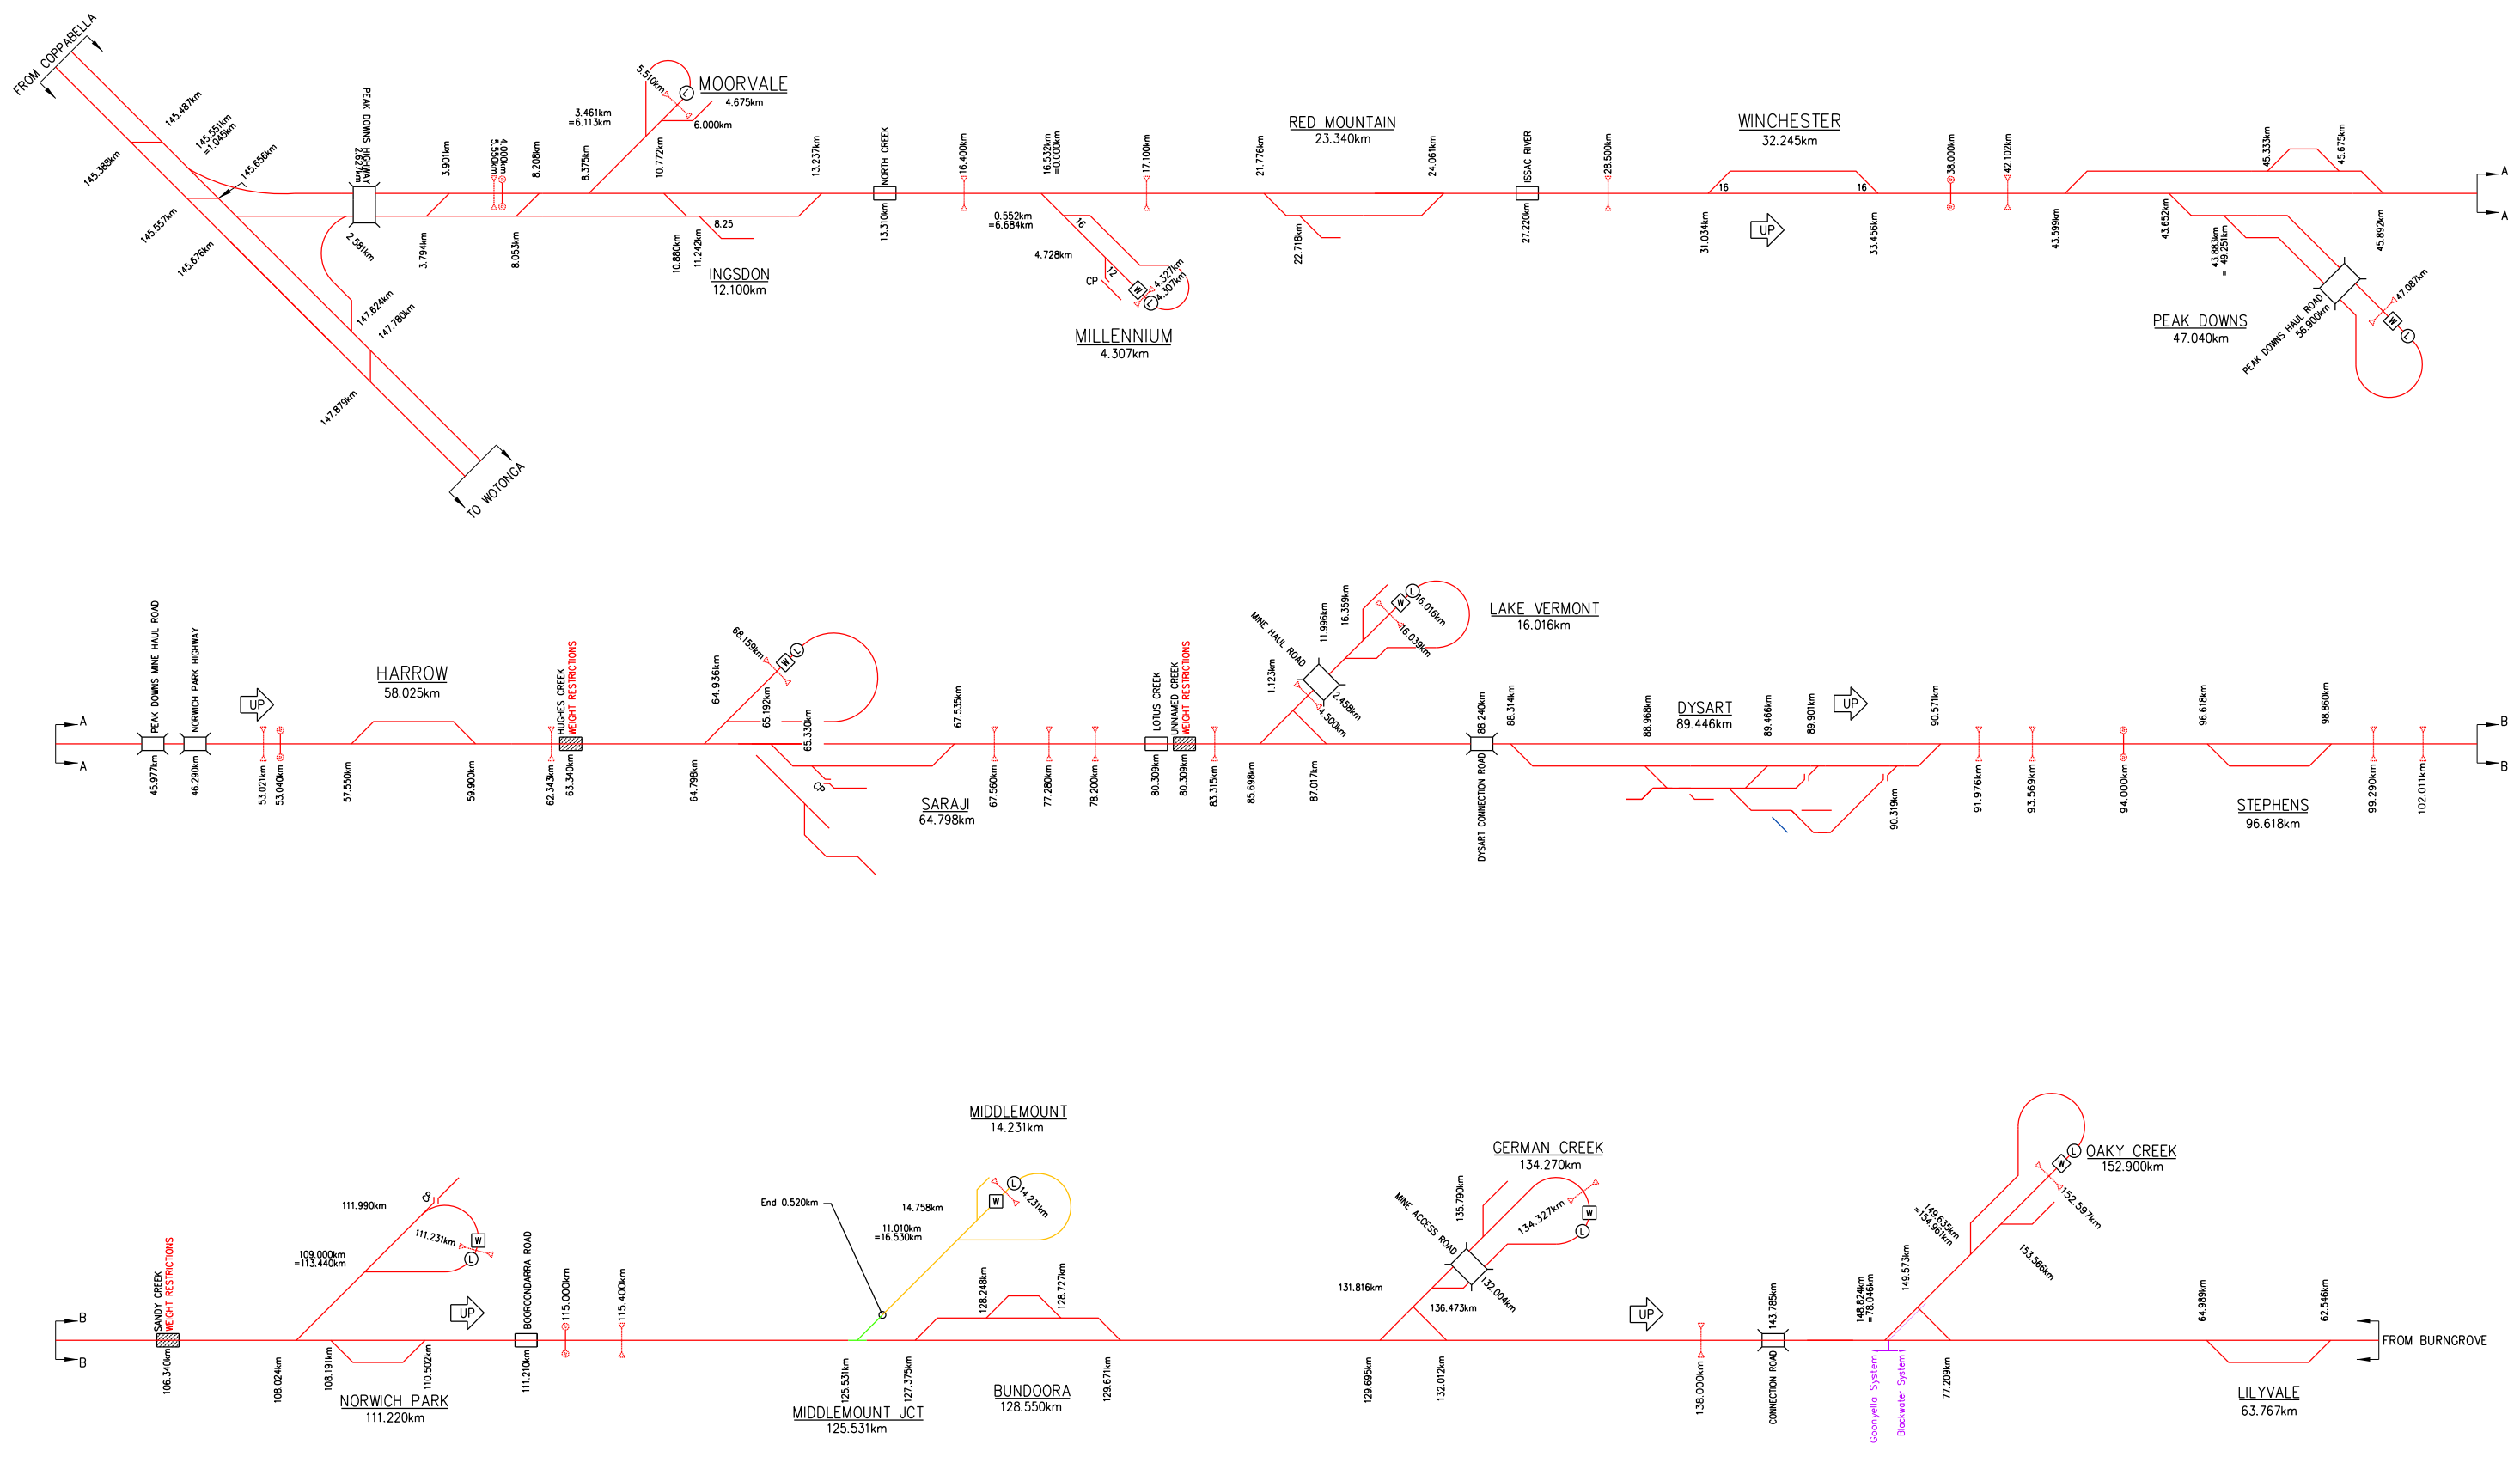 FROM COPPABELLA
145.487km
145.551km
=1.045km
145.656km
145.388km
145.557km
145.676km
PEAK DOWNS HIGHWAY
2.627km
2.581km
147.624km
147.780km
147.879km
TO WOTONGA
3.901km
3.794km
4.000km
5.550km
8.208km
8.053km
8.375km
3.461km
=6.113km
5.510km
MOORVALE
4.675km
6.000km
10.772km
10.880km
11.242km
8.25
INGSDON
12.100km
13.237km
NORTH CREEK
13.310km
16.400km
16.532km
=0.000km
0.552km
=6.684km
16
4.728km
12
CP
W
L
4.327km
4.307km
MILLENNIUM
4.307km
17.100km
RED MOUNTAIN
23.340km
21.776km
22.718km
24.061km
ISSAC RIVER
27.220km
28.500km
WINCHESTER
32.245km
16
16
31.034km
UP
33.456km
38.000km
42.102km
43.599km
43.652km
43.883km
= 49.251km
45.333km
45.675km
45.892km
PEAK DOWNS
47.040km
PEAK DOWNS HAUL ROAD
56.900km
47.087km
W
L
A
A
A
A
PEAK DOWNS MINE HAUL ROAD
45.977km
NORWICH PARK HIGHWAY
46.290km
UP
53.021km
53.040km
HARROW
58.025km
57.550km
59.900km
62.343km
HUGHES CREEK
WEIGHT RESTRICTIONS
63.340km
64.798km
64.936km
68.159km
W
L
65.192km
65.330km
CP
SARAJI
64.798km
67.535km
67.560km
77.280km
78.200km
LOTUS CREEK
80.309km
UNNAMED CREEK
WEIGHT RESTRICTIONS
80.309km
83.315km
85.698km
1.123km
MINE HAUL ROAD
4.500km
2.458km
11.996km
16.359km
W
L
16.016km
16.039km
LAKE VERMONT
16.016km
87.017km
88.240km
DYSART CONNECTION ROAD
88.314km
DYSART
89.446km
88.968km
89.466km
89.901km
UP
90.319km
90.571km
91.976km
93.569km
94.000km
96.618km
98.860km
STEPHENS
96.618km
99.290km
102.011km
B
B
B
B
SANDY CREEK
WEIGHT RESTRICTIONS
106.340km
108.024km
109.000km
=113.440km
111.990km
CP
111.231km
W
L
108.191km
110.502km
NORWICH PARK
111.220km
UP
BOOROONDARRA ROAD
111.210km
115.000km
115.400km
End 0.520km
MIDDLEMOUNT
14.231km
14.758km
11.010km
=16.530km
W
L
14.231km
125.531km
MIDDLEMOUNT JCT
125.531km
127.375km
128.248km
128.727km
BUNDOORA
128.550km
129.671km
129.695km
131.816km
136.473km
132.012km
MINE ACCESS ROAD
132.004km
135.790km
GERMAN CREEK
134.270km
134.327km
W
L
UP
138.000km
143.785km
CONNECTION ROAD
148.824km
=78.046km
149.573km
Goonyella System
Blackwater System
77.209km
149.635km
=154.961km
153.566km
W
L
152.597km
OAKY CREEK
152.900km
64.989km
62.546km
LILYVALE
63.767km
FROM BURNGROVE